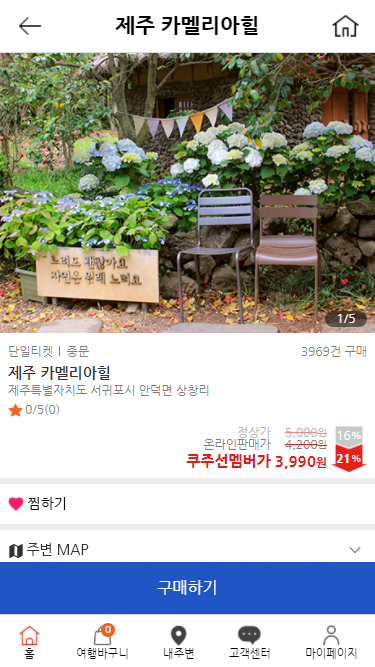 제주 카멜리아힐
느리도 괜찮아요
자연은 원래 느려요
1/5
단일티켓 | 중문
3969건 구매
제주 카멜리아힐
제주특별자치도 서귀포시 안덕면 상창리
0/5(0)
정상가 5,000원 16%
온라인판매가 4,200원
쿠주선멤버가 3,990원 21%
찜하기
주변 MAP
구매하기
0
홈 여행바구니 내주변 고객센터 마이페이지